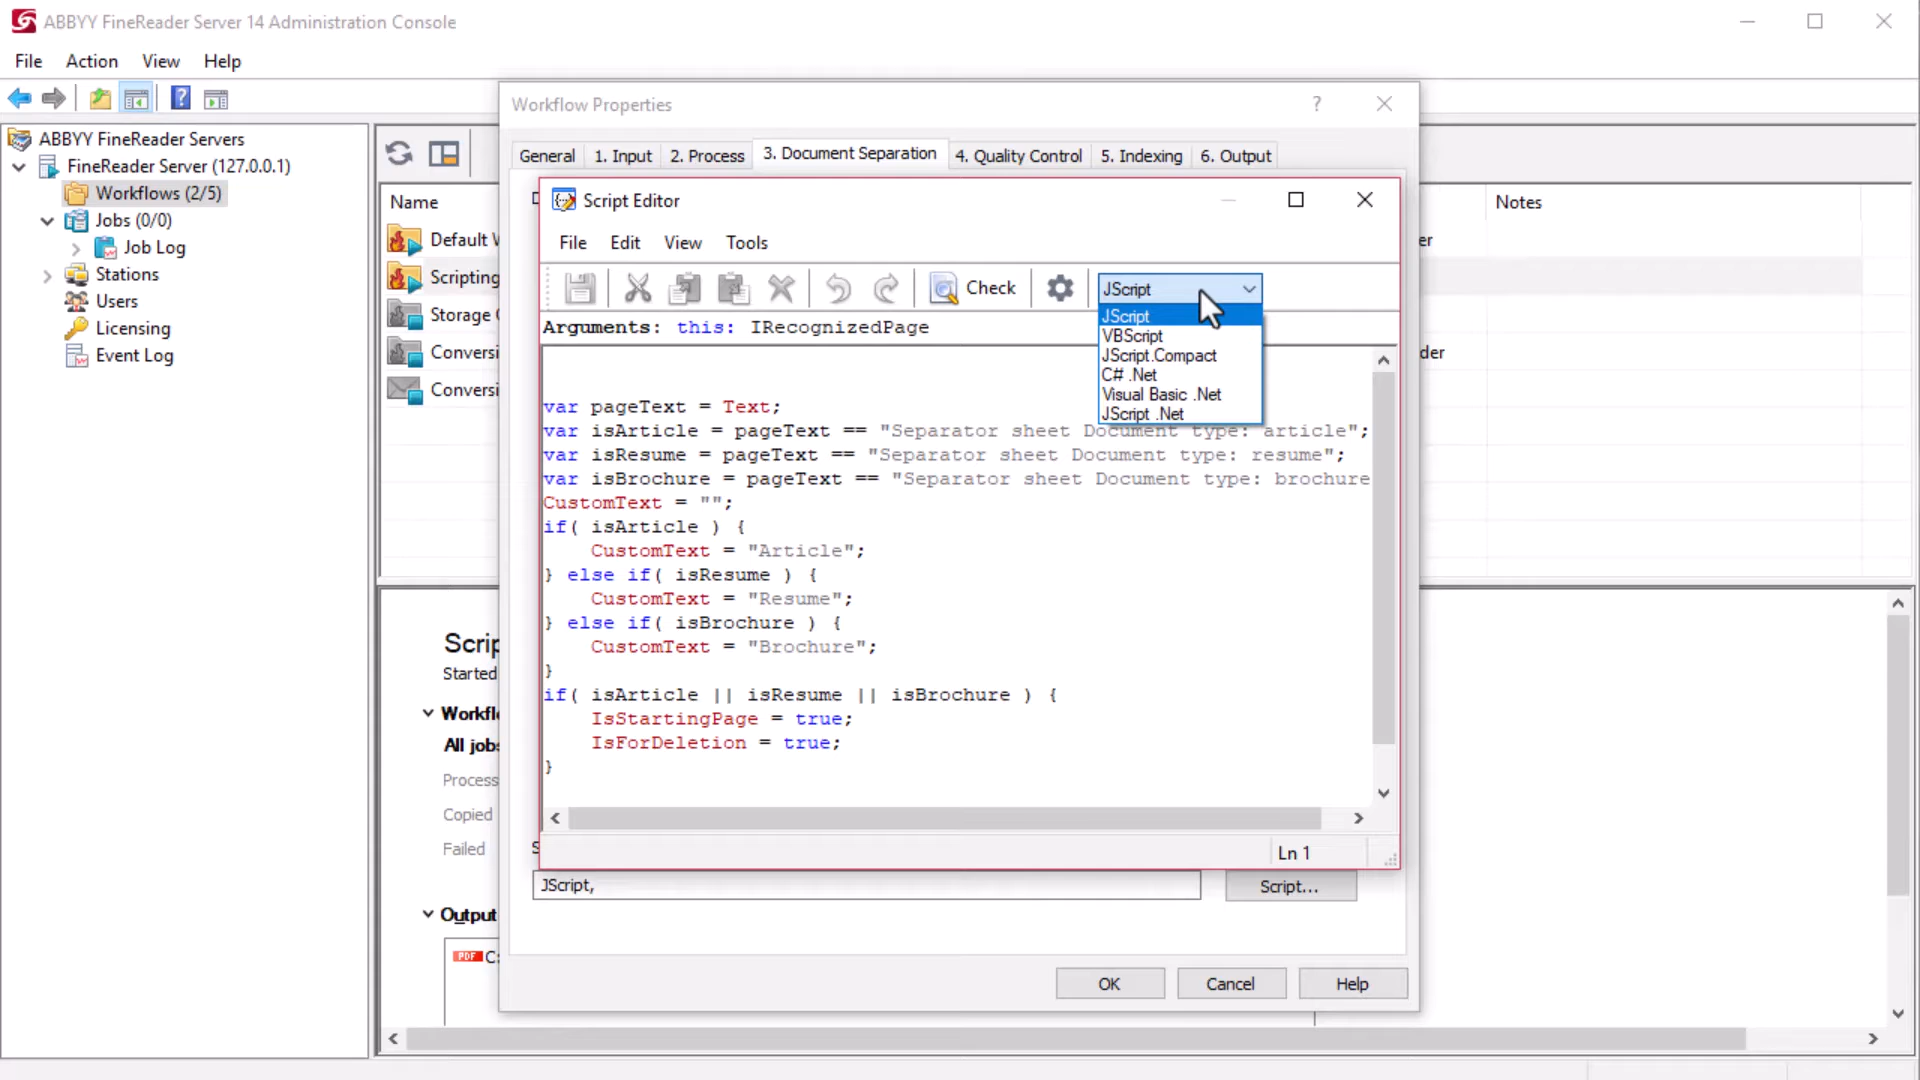 ABBYY FineReader Server 14 Administration Console
File Action View Help
ABBYY FineReader Servers
FineReader Server (127.0.0.1)
Workflows (2/5)
Jobs (0/0)
Job Log
Stations
Users
Licensing
Event Log
Name
Notes
Default W
er
Scripting
Storage
Conversi
der
Conversi
Workflow Properties
General 1. Input 2. Process 3. Document Separation 4. Quality Control 5. Indexing 6. Output
Script Editor
File Edit View Tools
Check
JScript
JScript
VBScript
JScript.Compact
C# .Net
Visual Basic .Net
JScript .Net
Arguments: this: IRecognizedPage
var pageText = Text;
var isArticle = pageText == "Separator sheet Document type: article";
var isResume = pageText == "Separator sheet Document type: resume";
var isBrochure = pageText == "Separator sheet Document type: brochure
CustomText = "";
if( isArticle ) {
CustomText = "Article";
} else if( isResume ) {
CustomText = "Resume";
} else if( isBrochure ) {
CustomText = "Brochure";
}
if( isArticle || isResume || isBrochure ) {
IsStartingPage = true;
IsForDeletion = true;
}
Ln 1
JScript,
Script...
OK Cancel Help
Scrip
Started
Workflo
All jobs
Process
Copied
Failed
Output
PDF C: